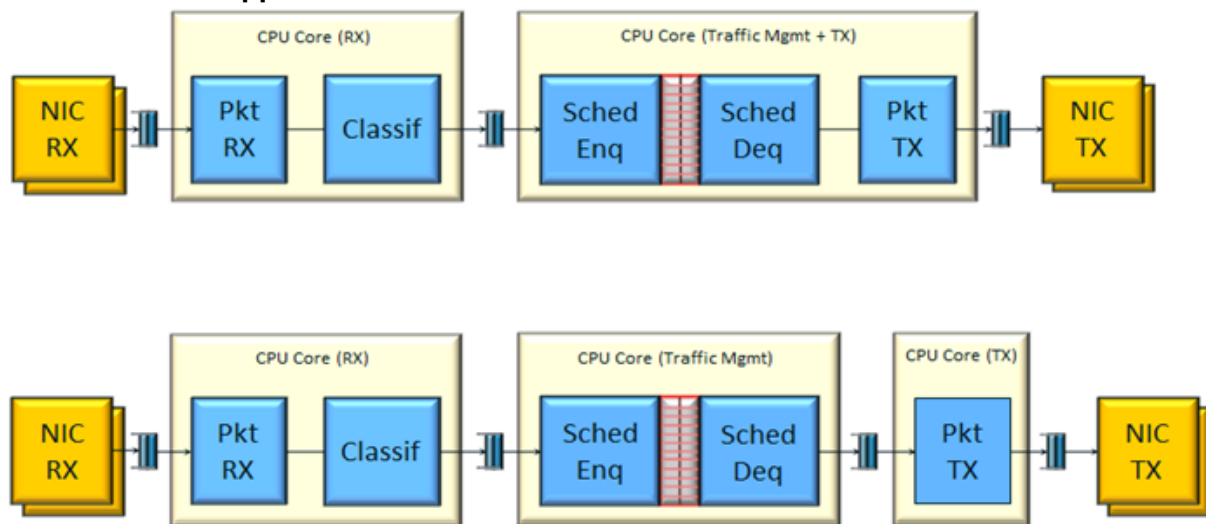 CPU Core (RX)
CPU Core (Traffic Mgmt + TX)
NIC
RX
Pkt
RX
Classif
Sched
Enq
Sched
Deq
Pkt
TX
NIC
TX
CPU Core (RX)
CPU Core (Traffic Mgmt)
CPU Core (TX)
NIC
RX
Pkt
RX
Classif
Sched
Enq
Sched
Deq
Pkt
TX
NIC
TX